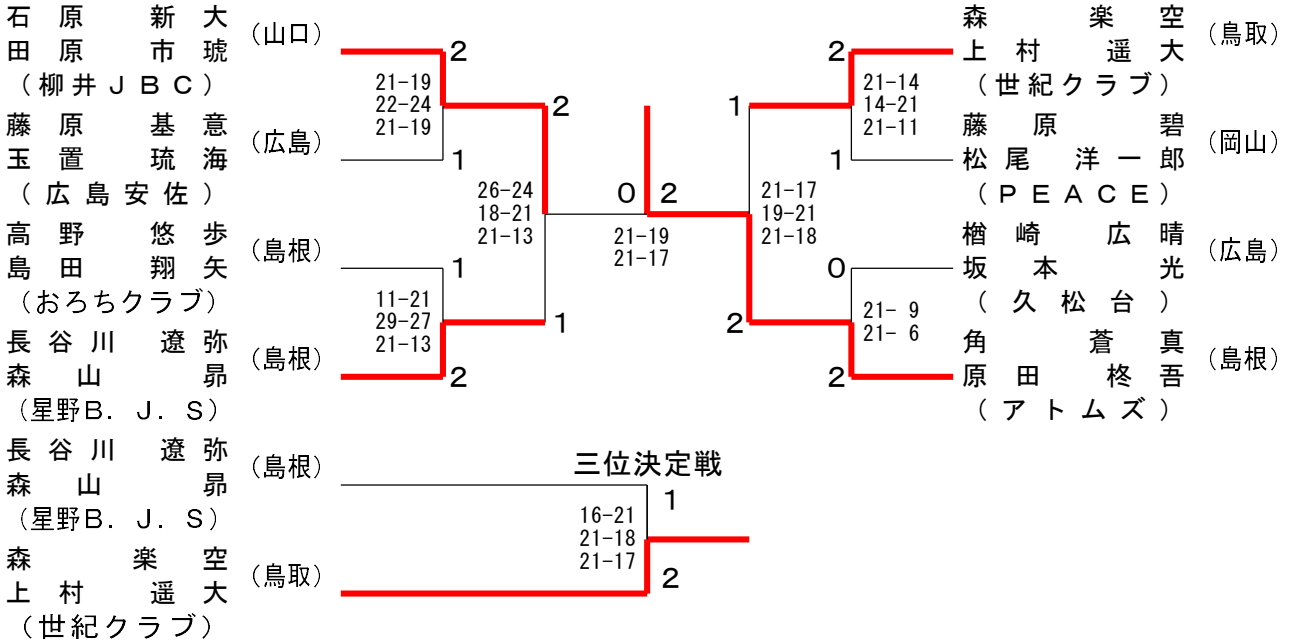 石原　新大
田原　市琥
（柳井ＪＢＣ）
（山口）
藤原　基意
玉置　琉海
（広島安佐）
（広島）
高野　悠歩
島田　翔矢
（おろちクラブ）
（島根）
長谷川　遼弥
森山　昴
（星野Ｂ．Ｊ．Ｓ）
（島根）
2
21-19
22-24
21-19
1
1
11-21
29-27
21-13
2
2
26-24
18-21
21-13
1
0
2
21-19
21-17
1
21-17
19-21
21-18
2
2
21-14
14-21
21-11
1
0
21- 9
21- 6
2
森　楽空
上村　遥大
（世紀クラブ）
（鳥取）
藤原　碧
松尾　洋一郎
（ＰＥＡＣＥ）
（岡山）
楢崎　広晴
坂本　光
（久松台）
（広島）
角　蒼真
原田　柊吾
（アトムズ）
（島根）
三位決定戦
長谷川　遼弥
森山　昴
（星野Ｂ．Ｊ．Ｓ）
（島根）
森　楽空
上村　遥大
（世紀クラブ）
（鳥取）
1
16-21
21-18
21-17
2